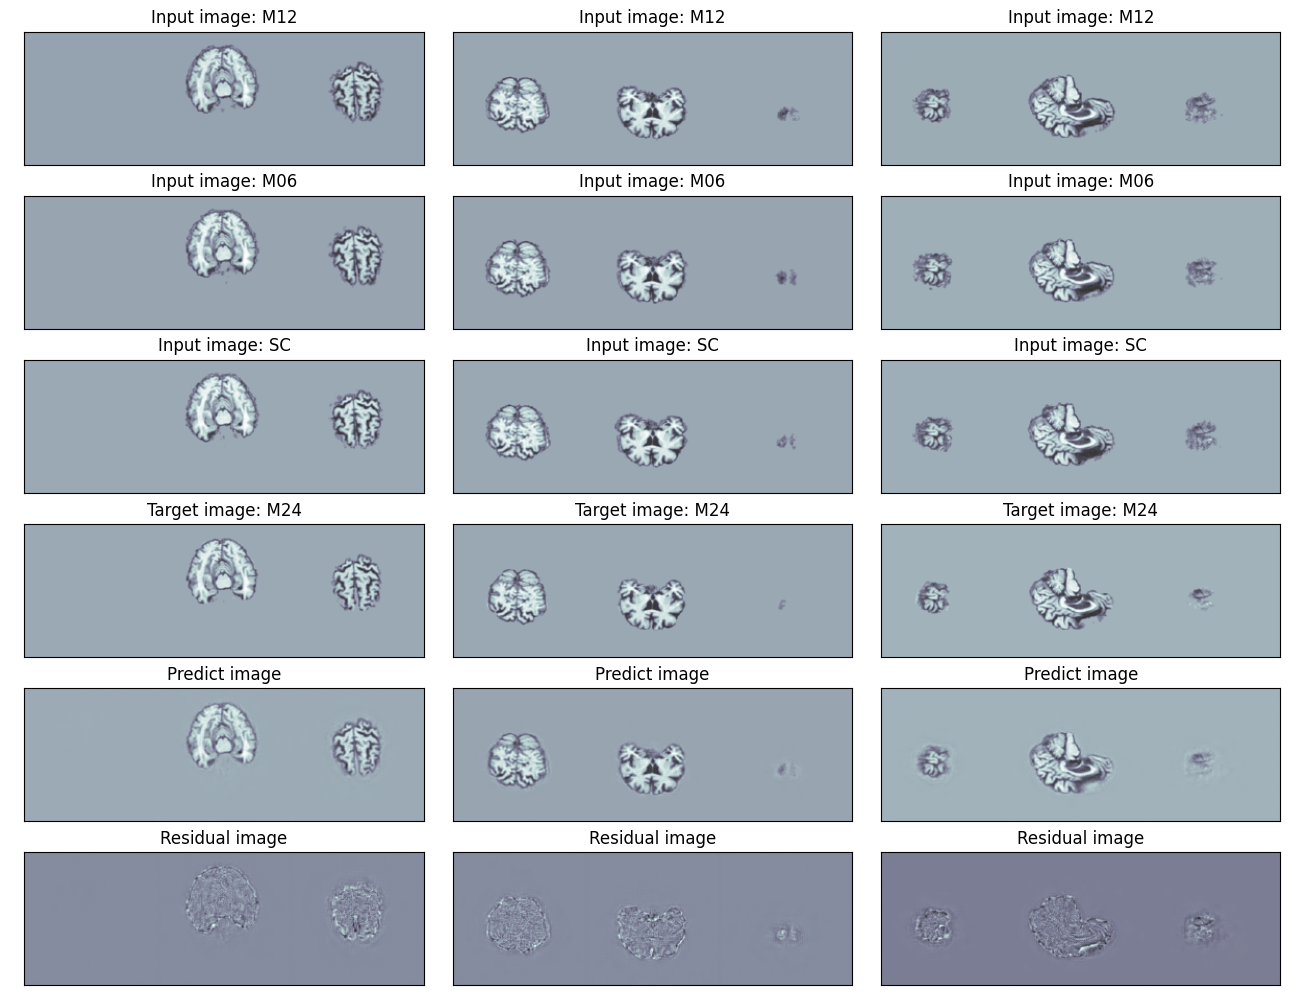 Input image: M12 Input image: M12 Input image: M12
Input image: M06 Input image: M06 Input image: M06
Input image: SC Input image: SC Input image: SC
Target image: M24 Target image: M24 Target image: M24
Predict image Predict image Predict image
Residual image Residual image Residual image